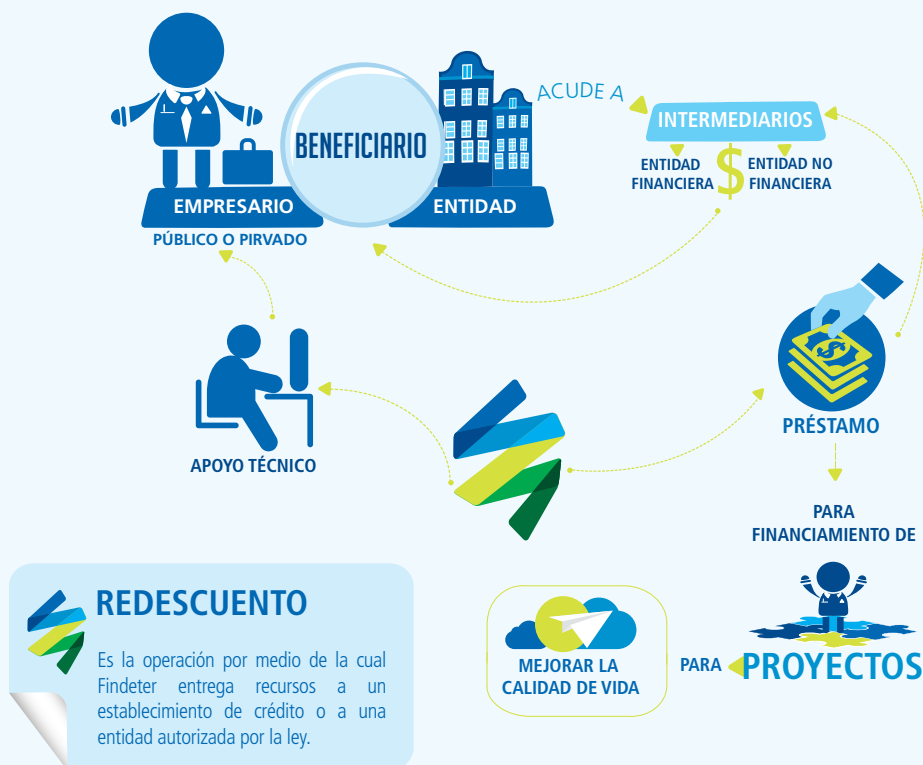 ACUDE A
BENEFICIARIO
EMPRESARIO
ENTIDAD
PÚBLICO O PIRVADO
INTERMEDIARIOS
ENTIDAD
FINANCIERA
$
ENTIDAD NO
FINANCIERA
$
PRÉSTAMO
APOYO TÉCNICO
PARA
FINANCIAMIENTO DE
PROYECTOS
PARA
MEJORAR LA
CALIDAD DE VIDA
REDESCUENTO
Es la operación por medio de la cual
Findeter entrega recursos a un
establecimiento de crédito o a una
entidad autorizada por la ley.